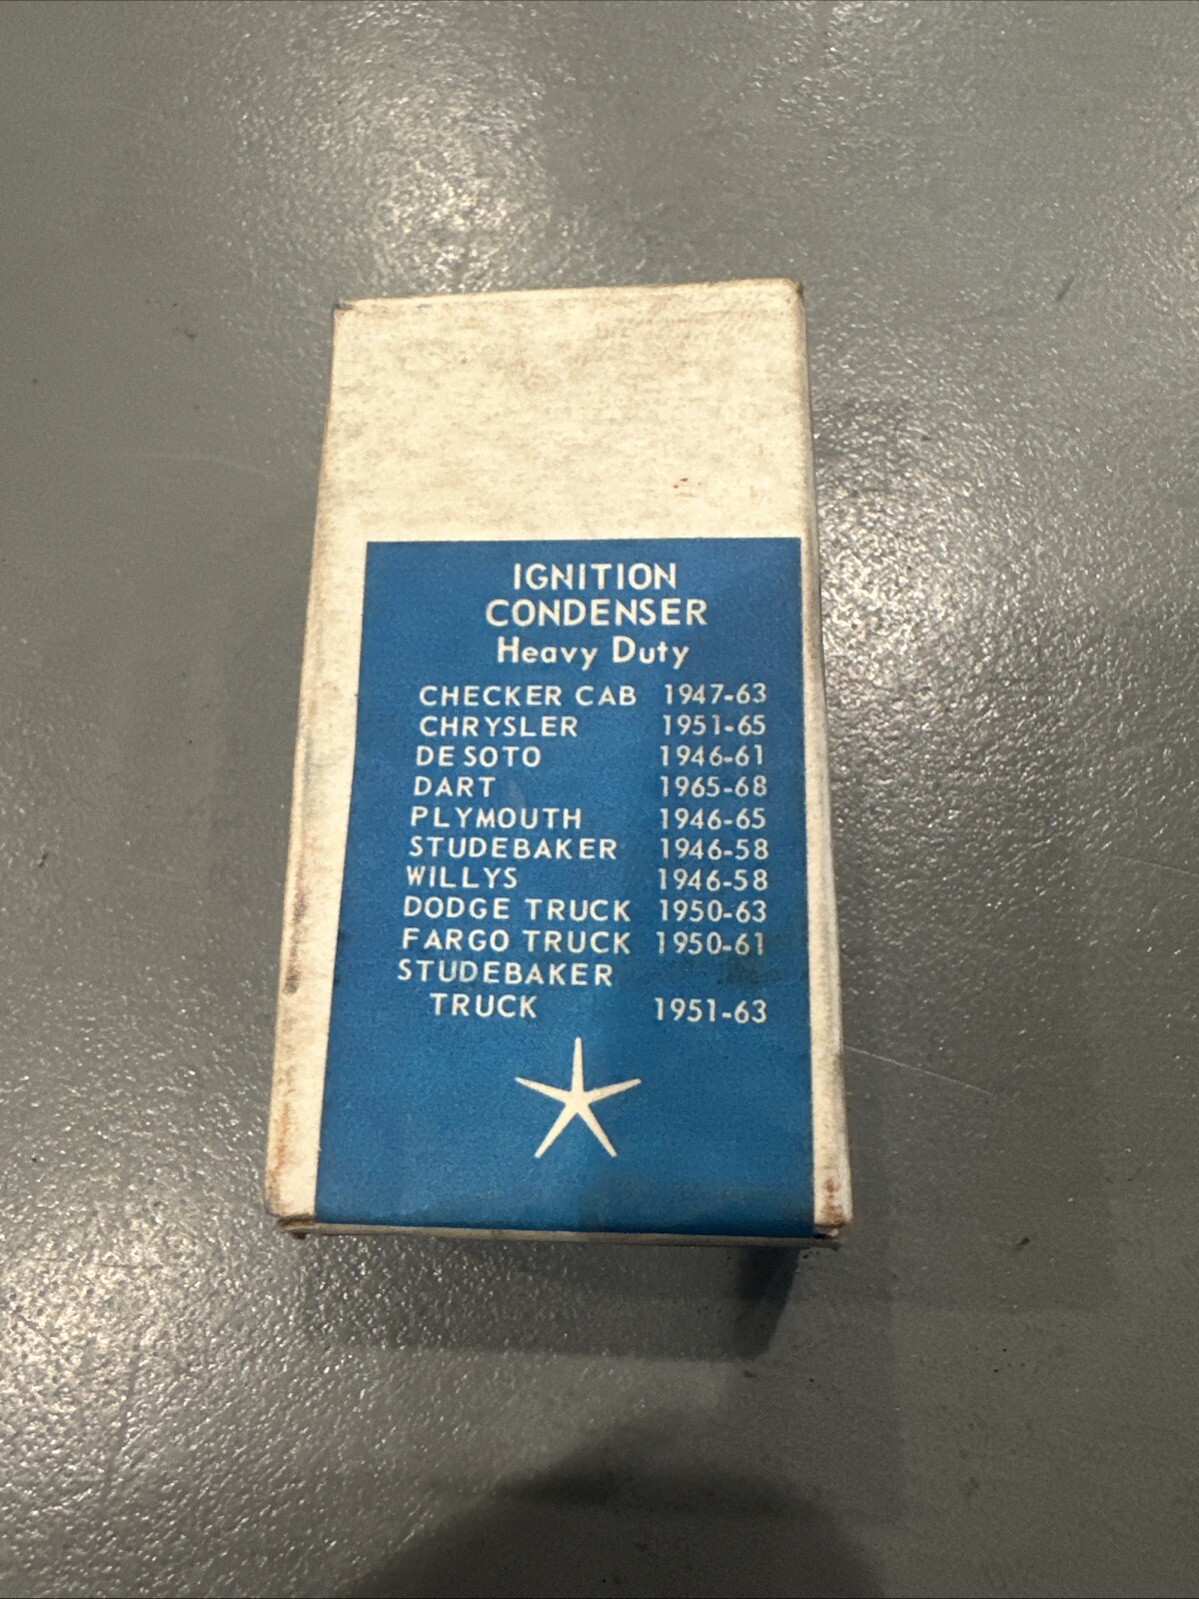 IGNITION
CONDENSER
Heavy Duty
CHECKER CAB 1947-63
CHRYSLER 1951-65
DE SOTO 1946-61
DART 1965-68
PLYMOUTH 1946-65
STUDEBAKER 1946-58
WILLYS 1946-58
DODGE TRUCK 1950-63
FARGO TRUCK 1950-61
STUDEBAKER
TRUCK 1951-63